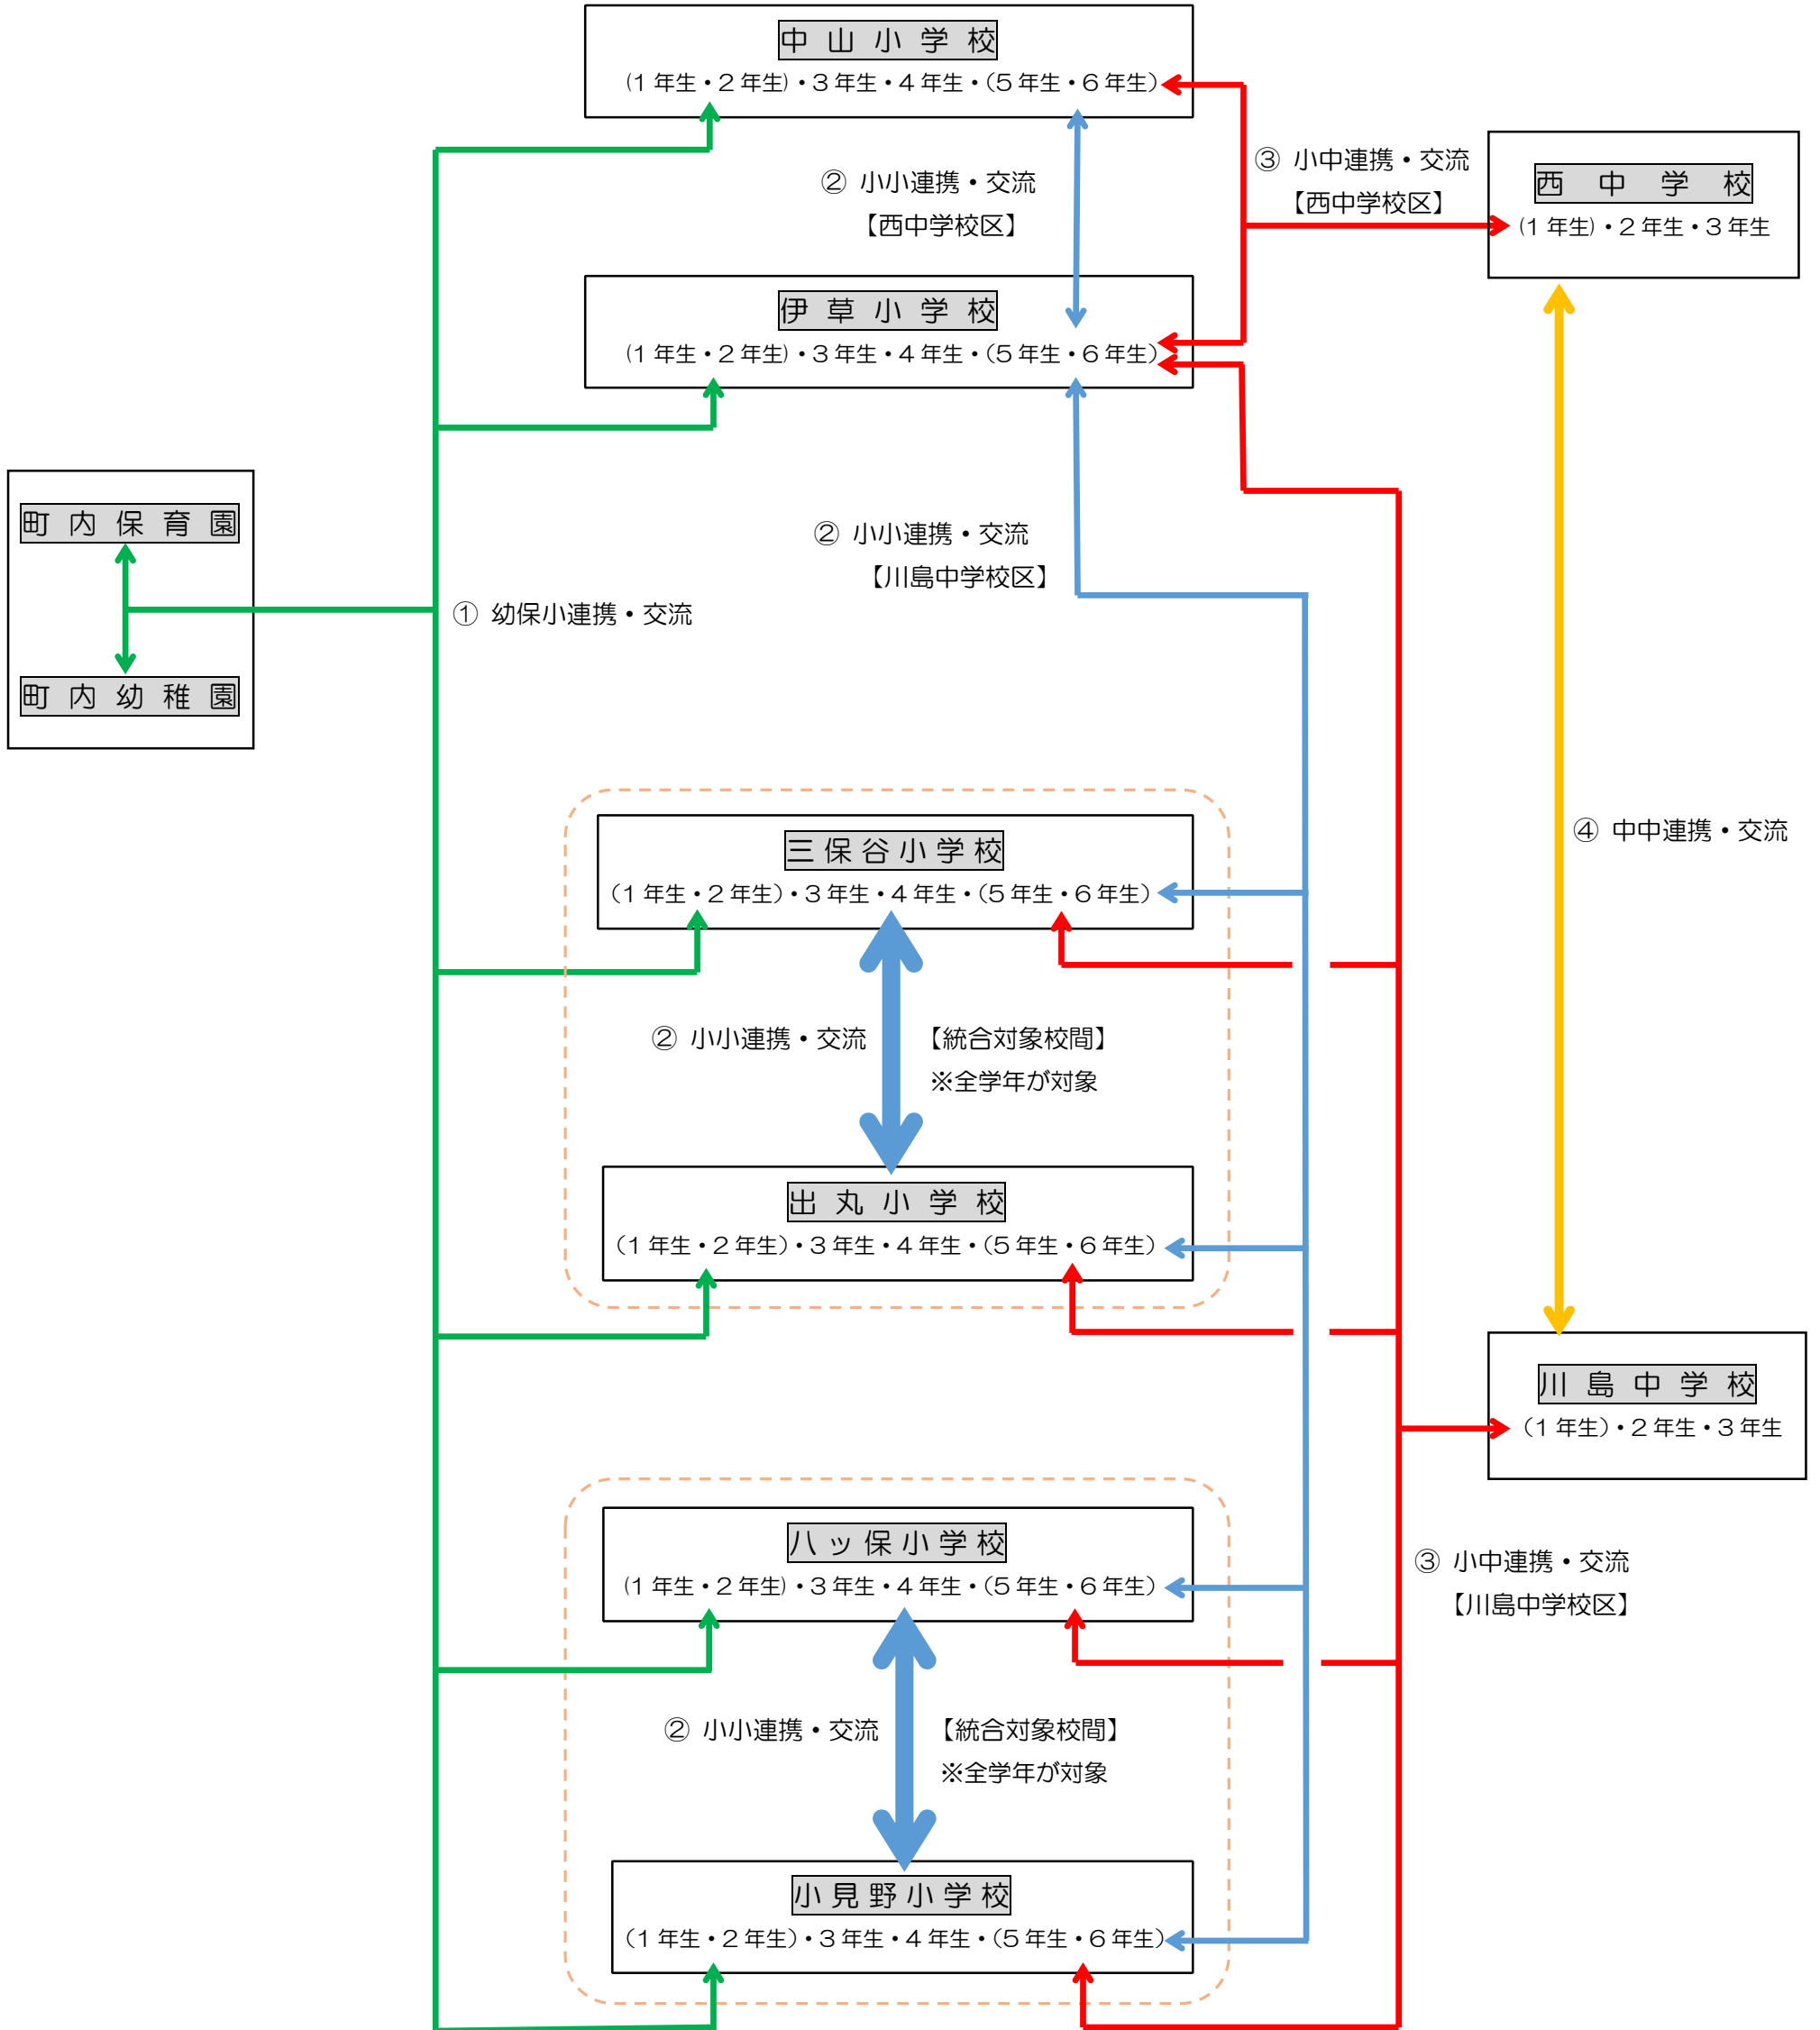 中山小学校
(1年生・2年生)・3年生・4年生・(5年生・6年生)
③ 小中連携・交流
【西中学校区】
西中学校
(1年生)・2年生・3年生
② 小小連携・交流
【西中学校区】
伊草小学校
(1年生・2年生)・3年生・4年生・(5年生・6年生)
町内保育園
町内幼稚園
① 幼保小連携・交流
② 小小連携・交流
【川島中学校区】
三保谷小学校
(1年生・2年生)・3年生・4年生・(5年生・6年生)
④ 中中連携・交流
② 小小連携・交流 【統合対象校間】
※全学年が対象
出丸小学校
(1年生・2年生)・3年生・4年生・(5年生・6年生)
川島中学校
(1年生)・2年生・3年生
八ッ保小学校
(1年生・2年生)・3年生・4年生・(5年生・6年生)
③ 小中連携・交流
【川島中学校区】
② 小小連携・交流 【統合対象校間】
※全学年が対象
小見野小学校
(1年生・2年生)・3年生・4年生・(5年生・6年生)